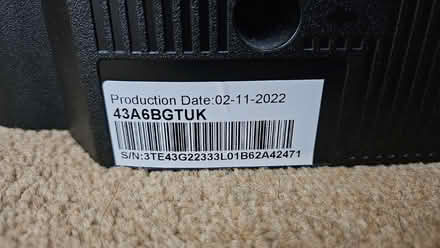 Production Date:02-11-2022
43A6BGTUK
S/N:3TE43G22333L01B62A42471